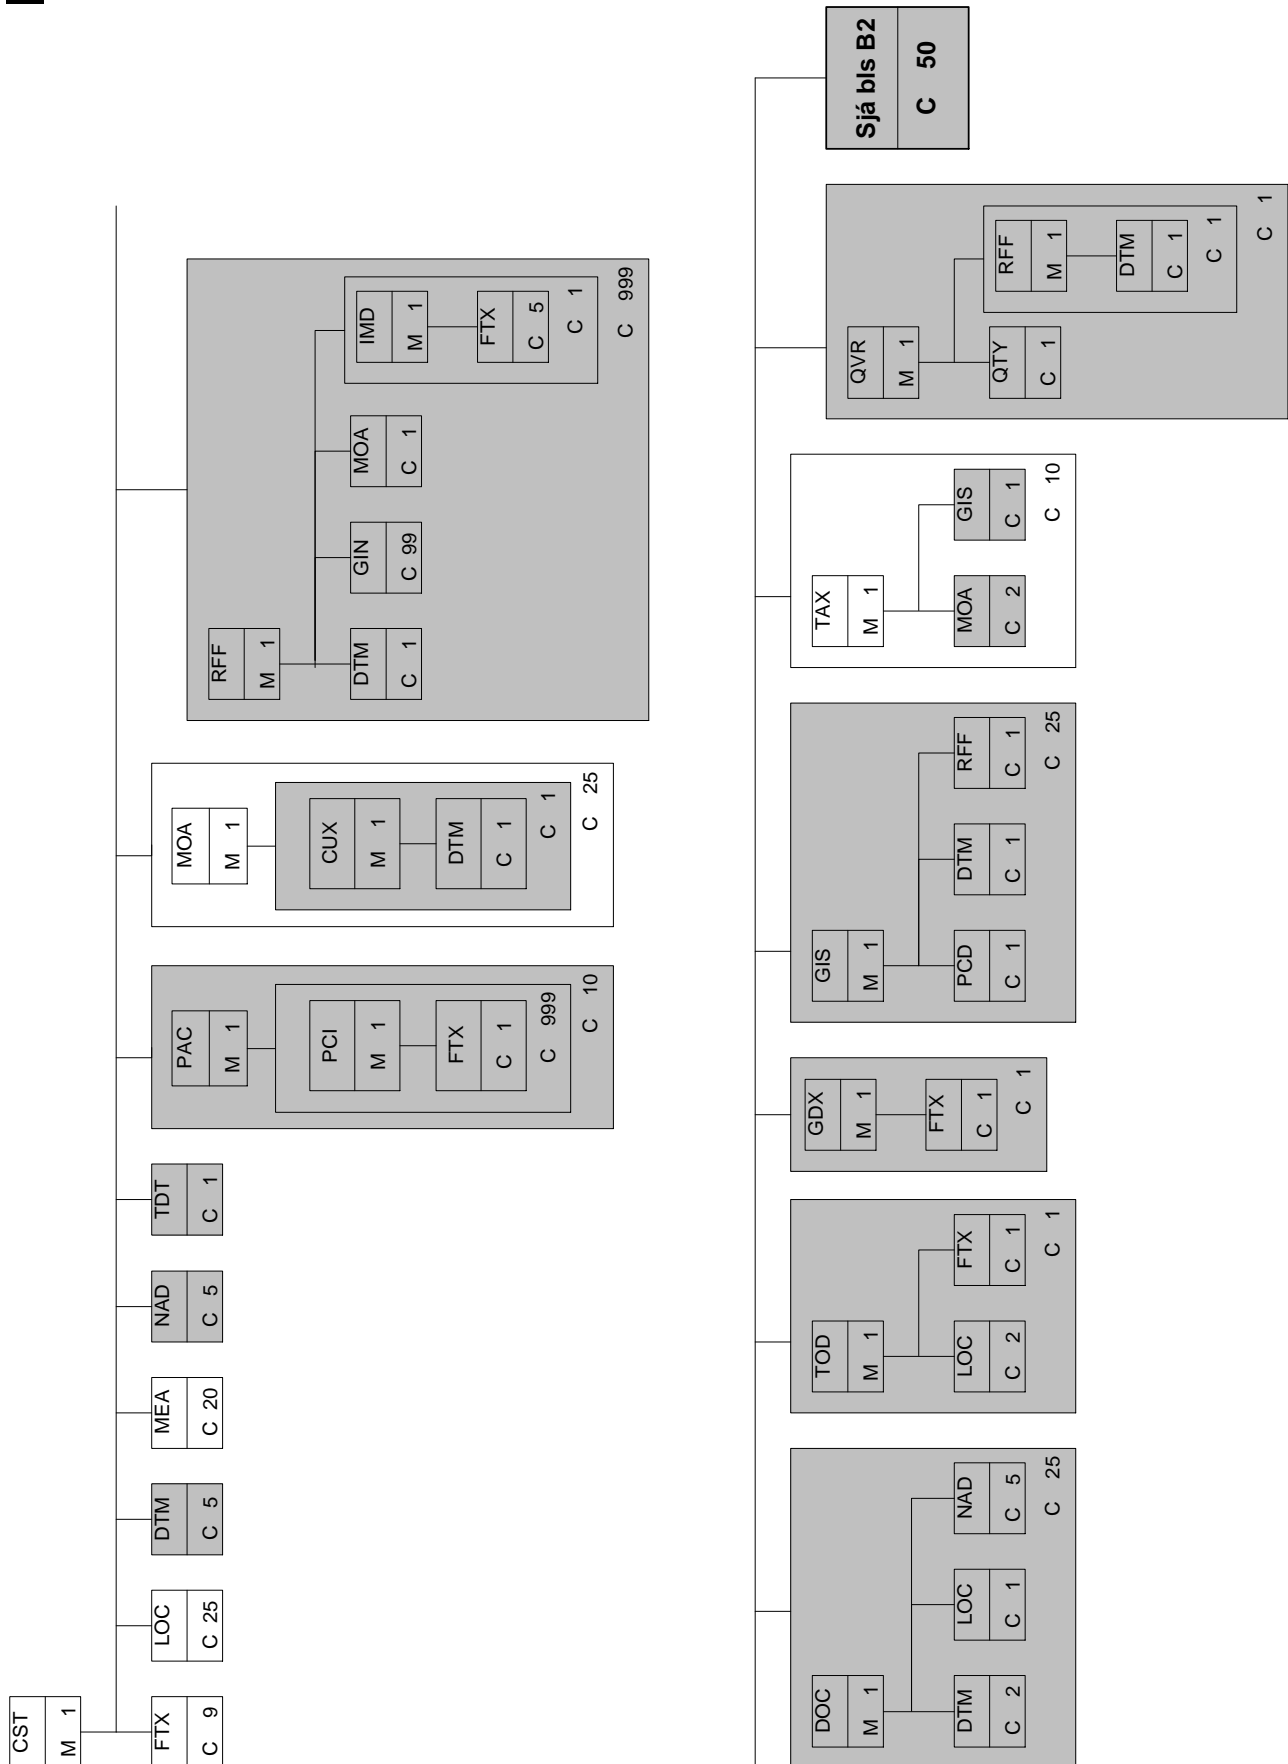 CST
M 1
FTX
C 9
LOC
C 25
DTM
C 5
MEA
C 20
NAD
C 5
TDT
C 1
PAC
M 1
PCI
M 1
FTX
C 1
C 999
C 10
MOA
M 1
CUX
M 1
DTM
C 1
C 1
C 25
RFF
M 1
DTM
C 1
GIN
C 99
MOA
C 1
IMD
M 1
FTX
C 5
C 1
C 999
DOC
M 1
DTM
C 2
LOC
C 1
NAD
C 5
C 25
TOD
M 1
LOC
C 2
FTX
C 1
C 1
GDX
M 1
FTX
C 1
C 1
GIS
M 1
PCD
C 1
DTM
C 1
RFF
C 1
C 25
TAX
M 1
MOA
C 2
GIS
C 1
C 10
QVR
M 1
QTY
C 1
RFF
M 1
DTM
C 1
C 1
C 1
Sjá bls B2
C 50